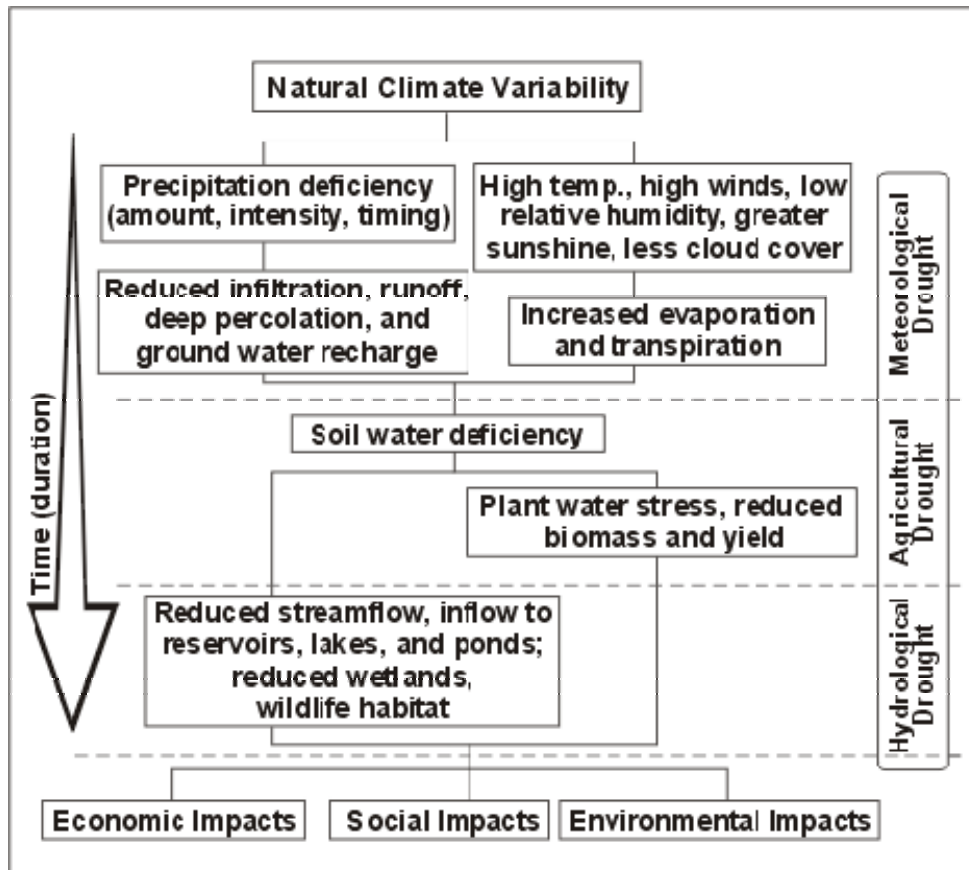 Natural Climate Variability
Precipitation deficiency
(amount, intensity, timing)
High temp., high winds, low
relative humidity, greater
sunshine, less cloud cover
Reduced infiltration, runoff,
deep percolation, and
ground water recharge
Increased evaporation
and transpiration
Meteorological
Drought
Soil water deficiency
Plant water stress, reduced
biomass and yield
Agricultural
Drought
Time (duration)
Reduced streamflow, inflow to
reservoirs, lakes, and ponds;
reduced wetlands,
wildlife habitat
Hydrological
Drought
Economic Impacts
Social Impacts
Environmental Impacts